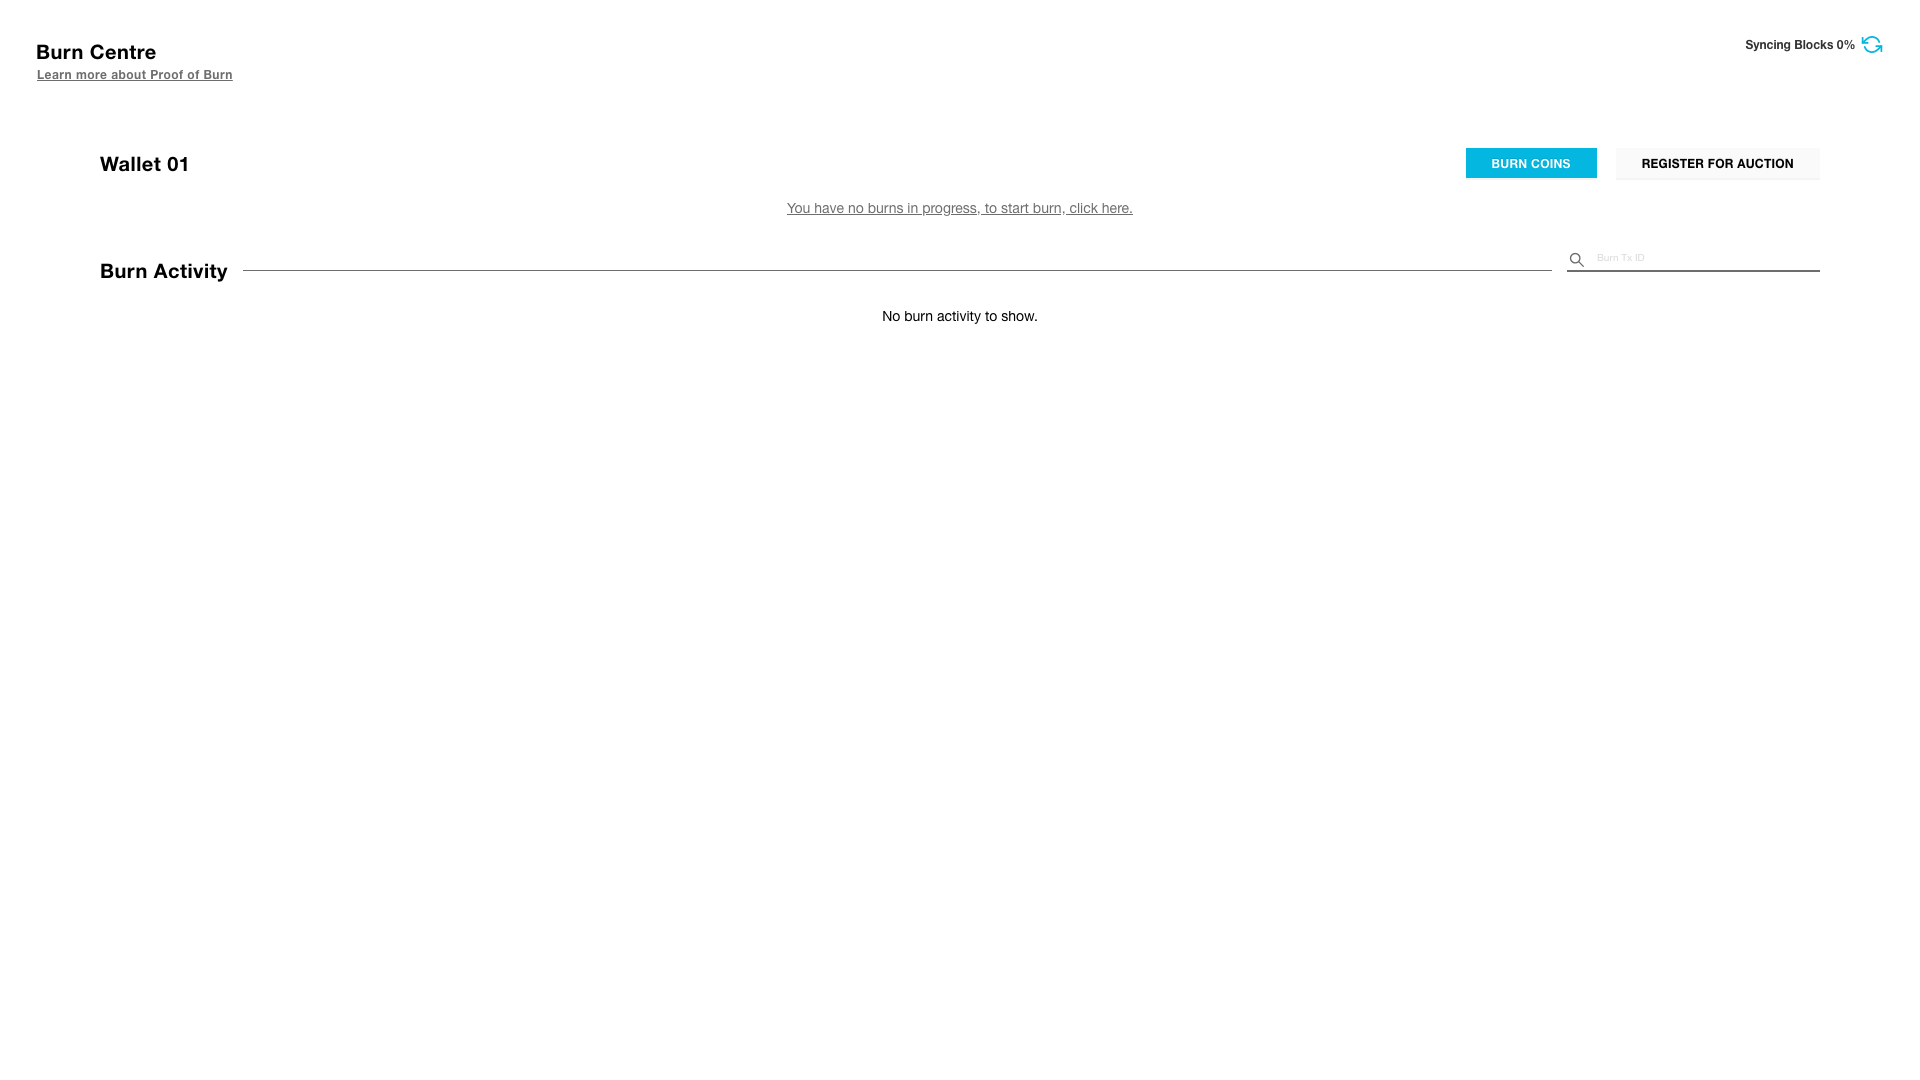 Burn Centre
Syncing Blocks 0%
Learn more about Proof of Burn
Wallet 01
BURN COINS
REGISTER FOR AUCTION
You have no burns in progress, to start burn, click here.
Burn Activity
Burn Tx ID
No burn activity to show.